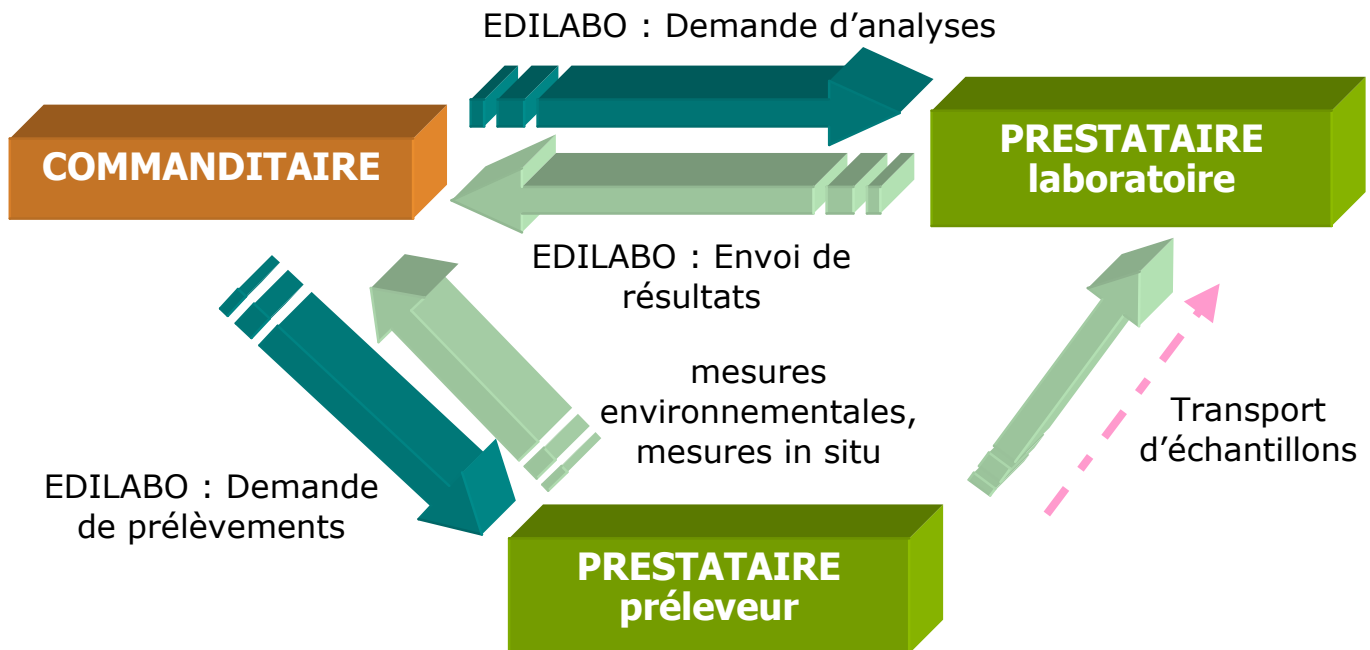 EDILABO : Demande d’analyses
COMMANDITAIRE
PRESTATAIRE
laboratoire
EDILABO : Envoi de
résultats
mesures
environnementales,
mesures in situ
Transport
d’échantillons
EDILABO : Demande
de prélèvements
PRESTATAIRE
préleveur